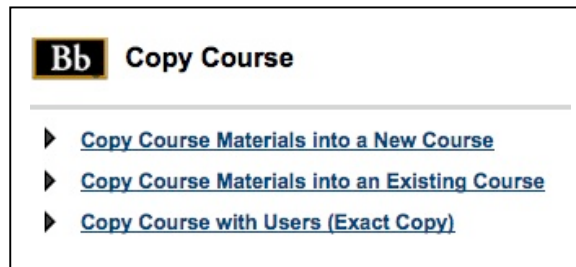 Bb Copy Course
Copy Course Materials into a New Course
Copy Course Materials into an Existing Course
Copy Course with Users (Exact Copy)